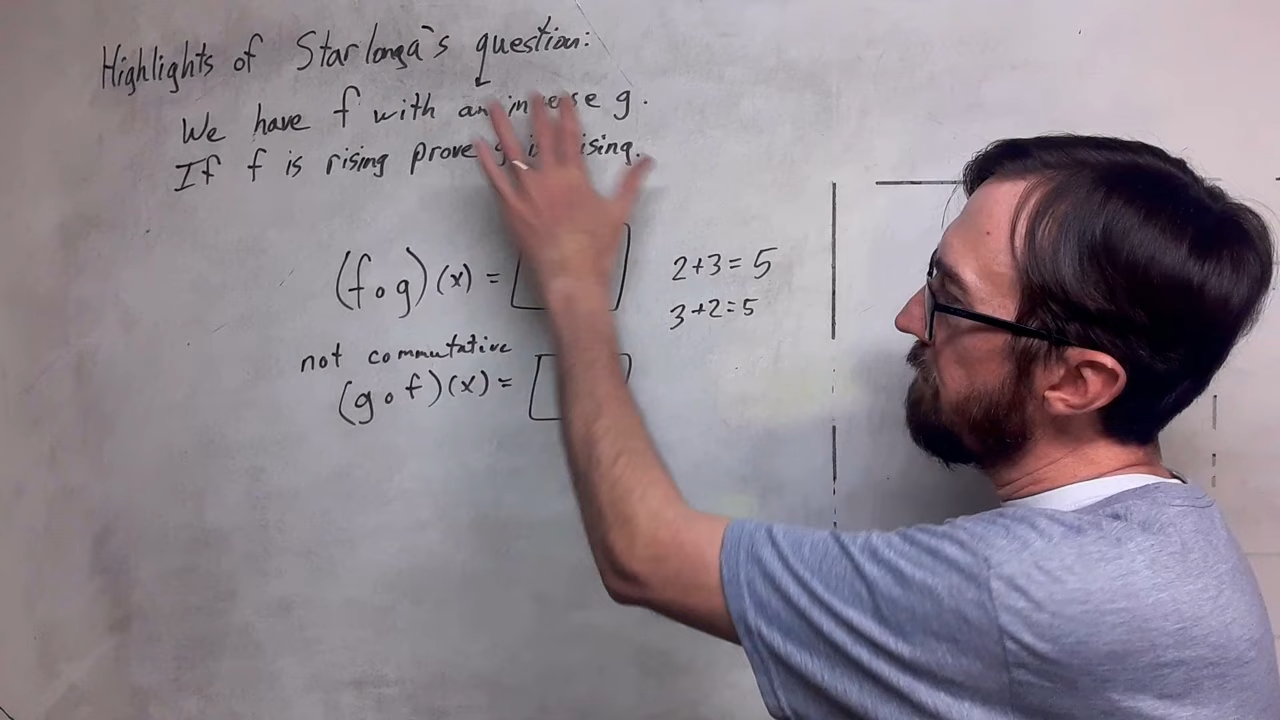 Highlights of Starlonga's question:
We have f with an inverse g.
If f is rising prove g is rising.
(f∘g)(x) =
2+3=5
3+2=5
not commutative
(g∘f)(x) =